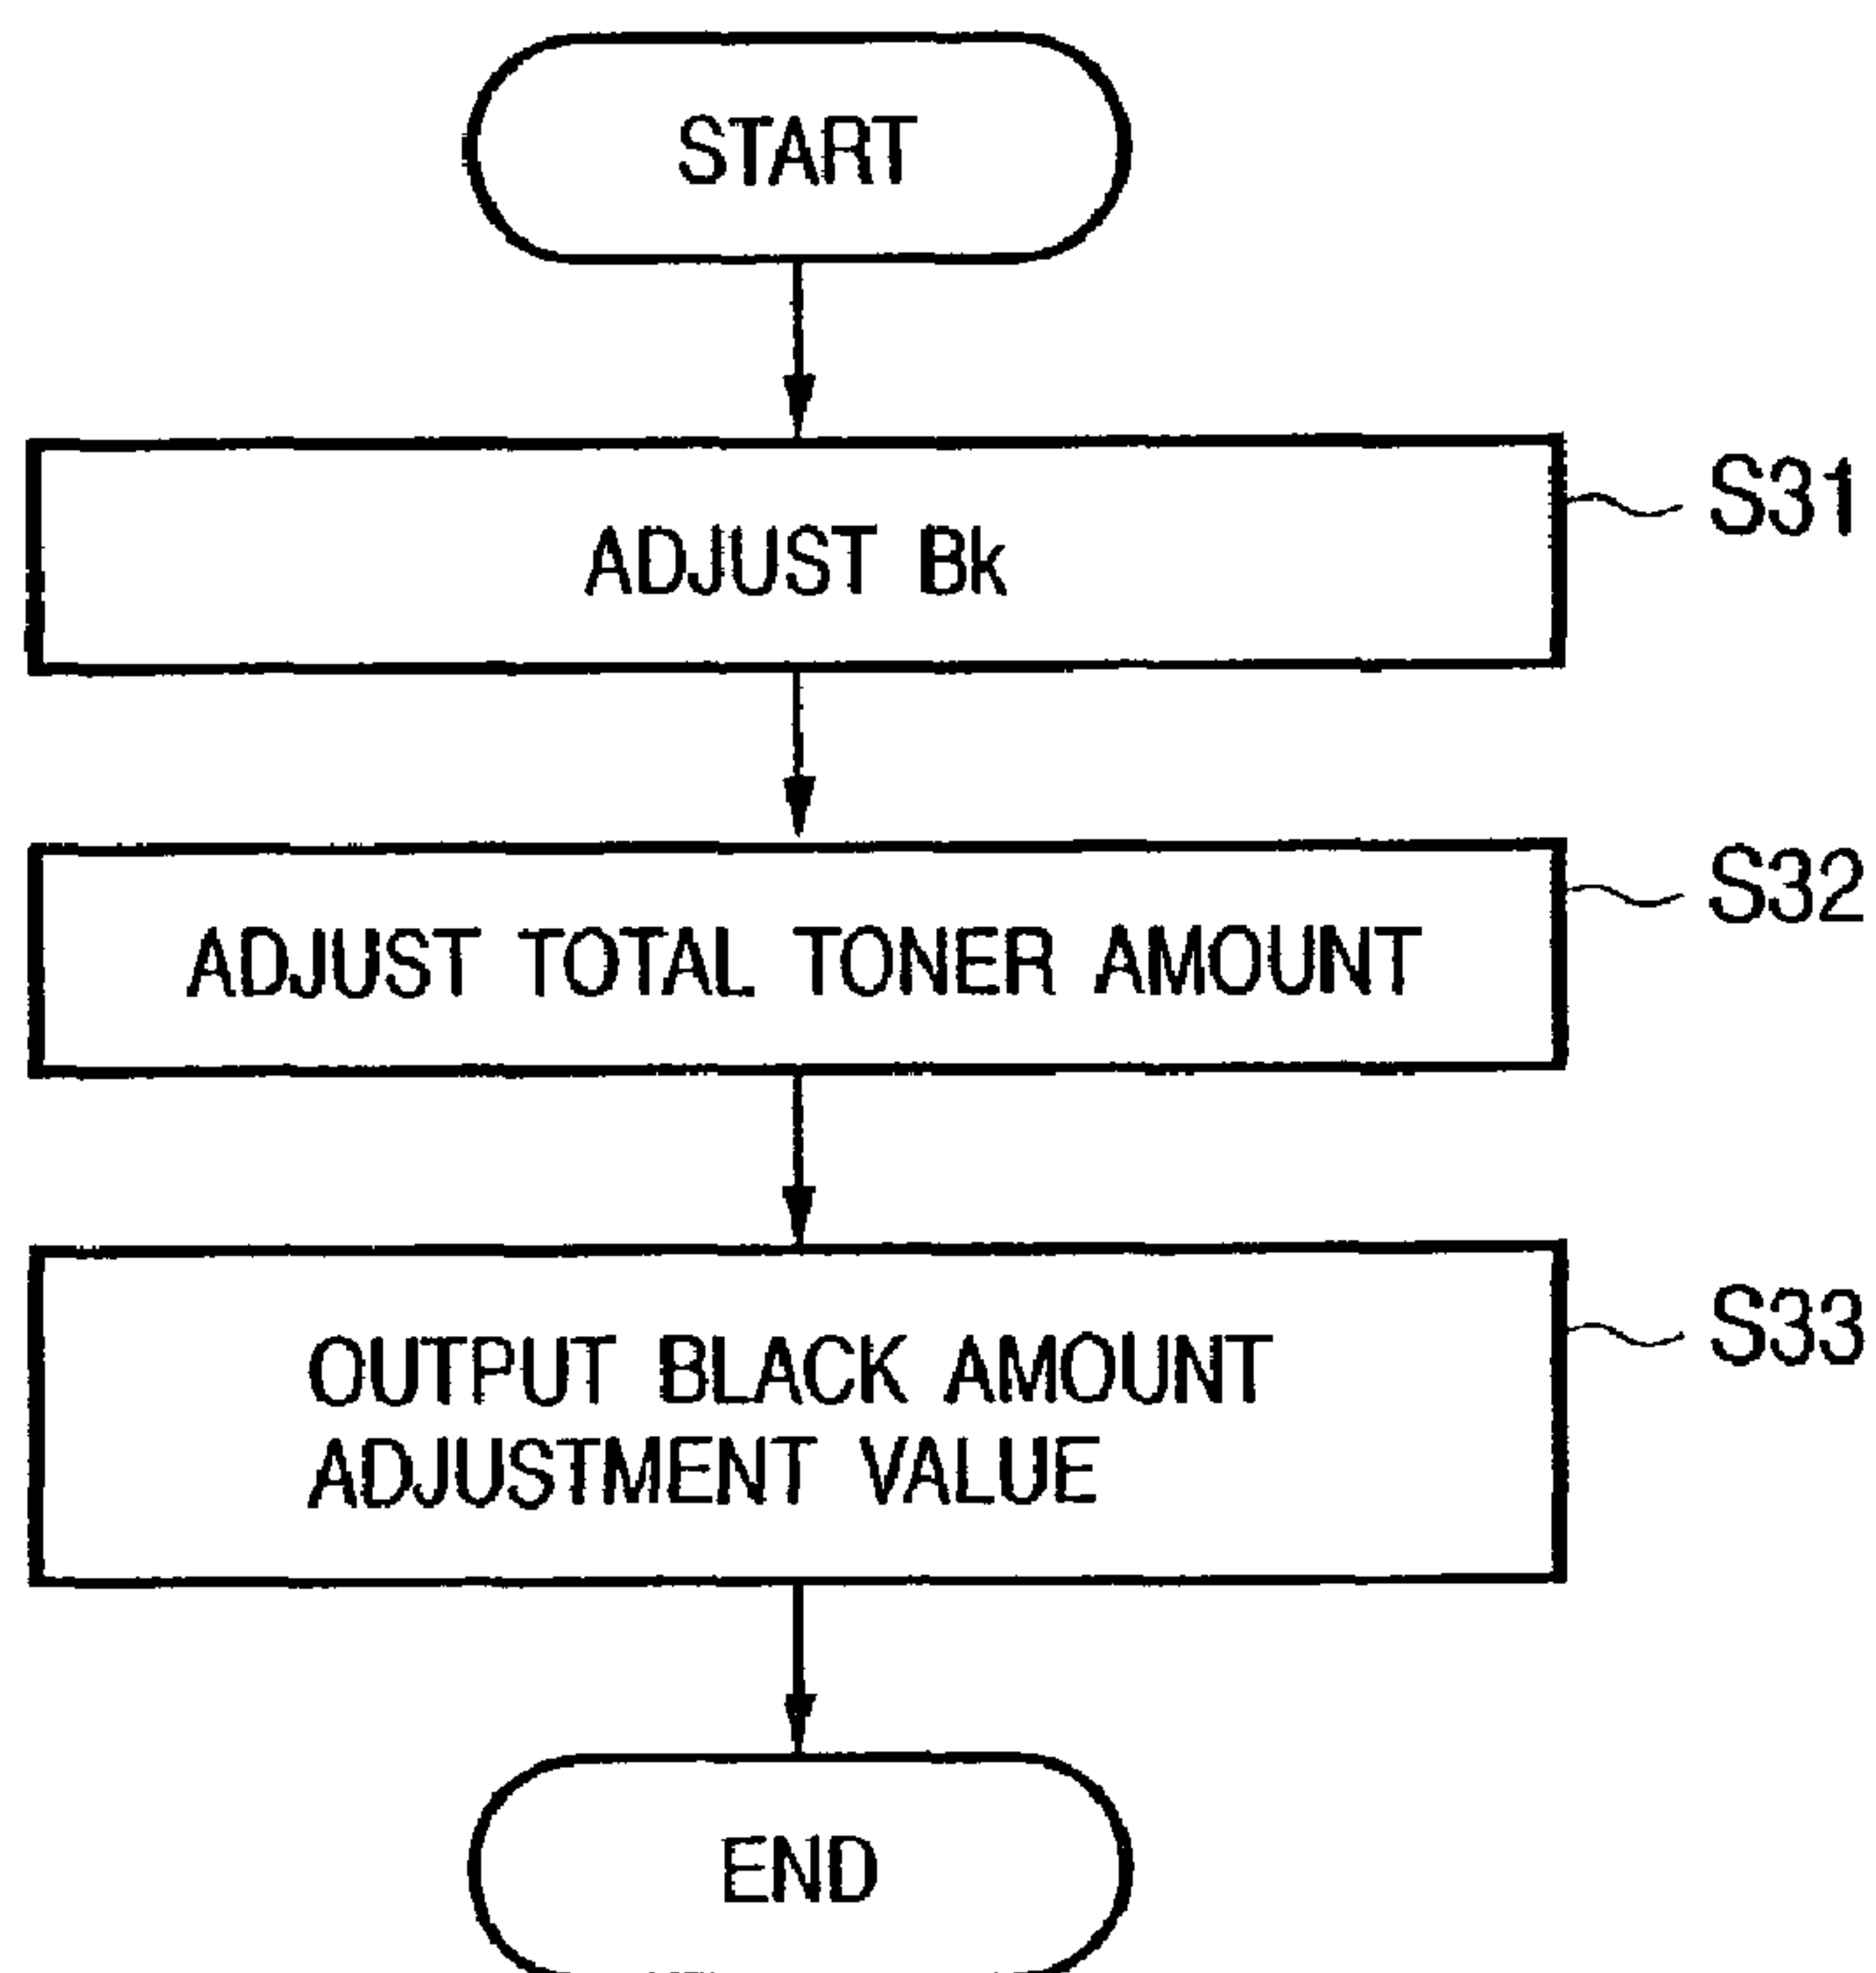 START
ADJUST Bk
S31
ADJUST TOTAL TONER AMOUNT
S32
OUTPUT BLACK AMOUNT
ADJUSTMENT VALUE
S33
END